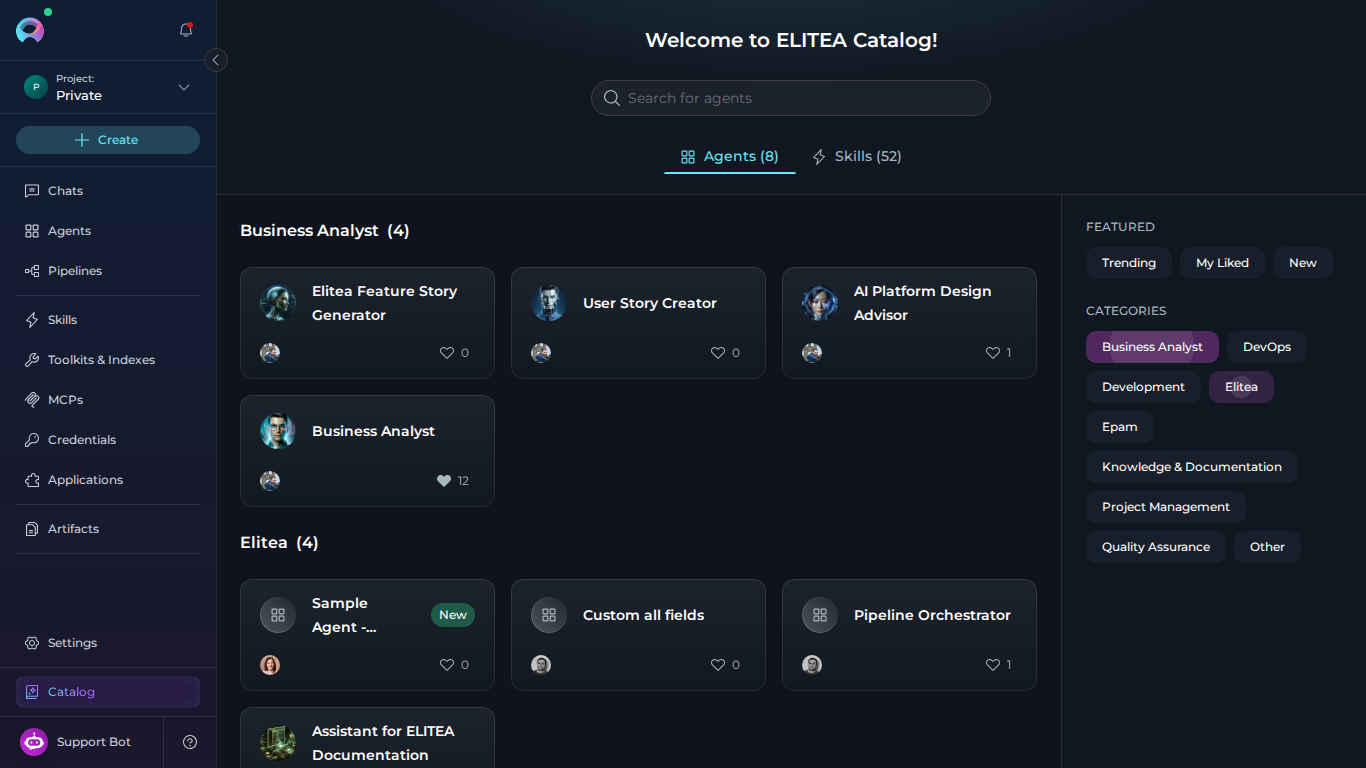 Project:
Private
Create
Chats
Agents
Pipelines
Skills
Toolkits & Indexes
MCPs
Credentials
Applications
Artifacts
Settings
Catalog
Support Bot
Welcome to ELITEA Catalog!
Search for agents
Agents (8)
Skills (52)
Business Analyst (4)
Elitea Feature Story
Generator
0
User Story Creator
0
AI Platform Design
Advisor
1
Business Analyst
12
Elitea (4)
Sample
Agent -...
New
0
Custom all fields
0
Pipeline Orchestrator
1
Assistant for ELITEA
Documentation
FEATURED
Trending
My Liked
New
CATEGORIES
Business Analyst
DevOps
Development
Elitea
Epam
Knowledge & Documentation
Project Management
Quality Assurance
Other
P